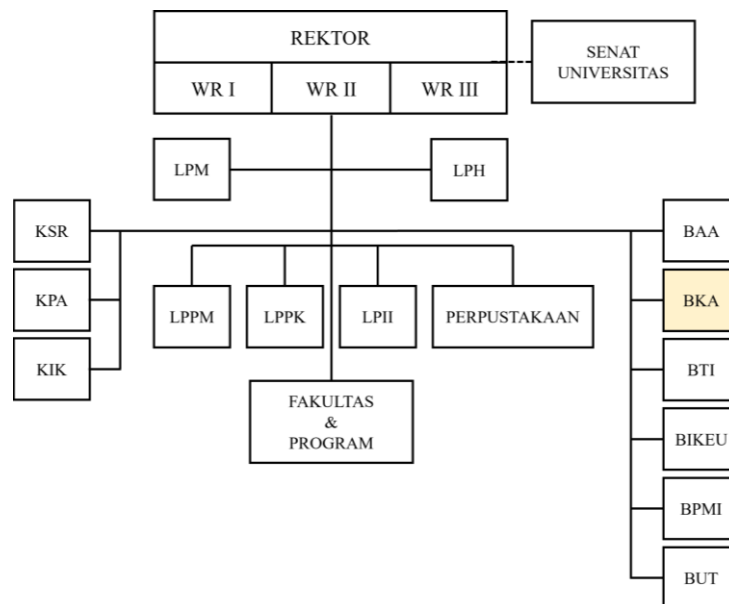 REKTOR
SENAT
UNIVERSITAS
WR I
WR II
WR III
LPM
LPH
KSR
BAA
KPA
LPPM
LPPK
LPII
PERPUSTAKAAN
BKA
KIK
BTI
FAKULTAS
&
PROGRAM
BIKEU
BPMI
BUT